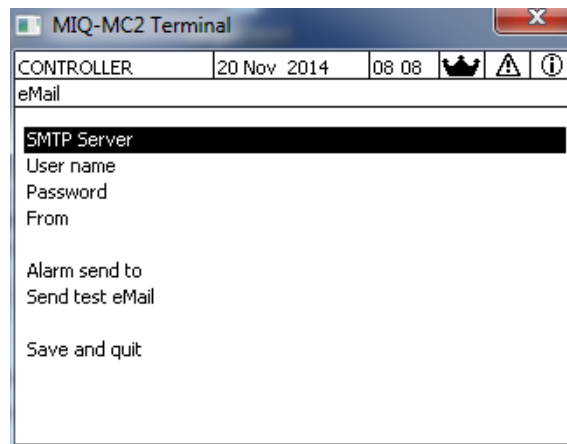 MIQ-MC2 Terminal
CONTROLLER 20 Nov 2014 08 08
eMail
SMTP Server
User name
Password
From
Alarm send to
Send test eMail
Save and quit